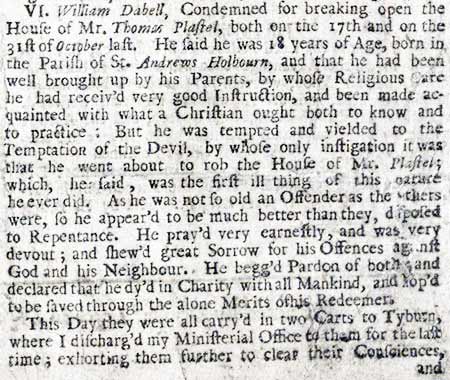 VI. William Dabell, Condemned for breaking open the
House of Mr. Thomas Plastel, both on the 17th and on the
31st of October last. He said he was 18 years of Age, born in
the Parish of St. Andrews Holbourn, and that he had been
well brought up by his Parents, by whose Religious Care
he had receiv'd very good Instruction, and been made ac-
quainted with what a Christian ought both to know and
to practice: But he was tempted and yielded to the
Temptation of the Devil, by whose only instigation it was
that he went about to rob the House of Mr. Plastel;
which, he said, was the first ill thing of this nature
he ever did. As he was not so old an Offender as the others
were, so he appear'd to be much better than they, disposed
to Repentance. He pray'd very earnestly, and was very
devout; and shew'd great Sorrow for his Offences against
God and his Neighbour. He begg'd Pardon of both, and
declared that he dy'd in Charity with all Mankind, and hop'd
to be saved through the alone Merits of his Redeemer.
This Day they were all carry'd in two Carts to Tyburn,
where I discharg'd my Ministerial Office to them for the last
time; exhorting them further to clear their Consciences,
and